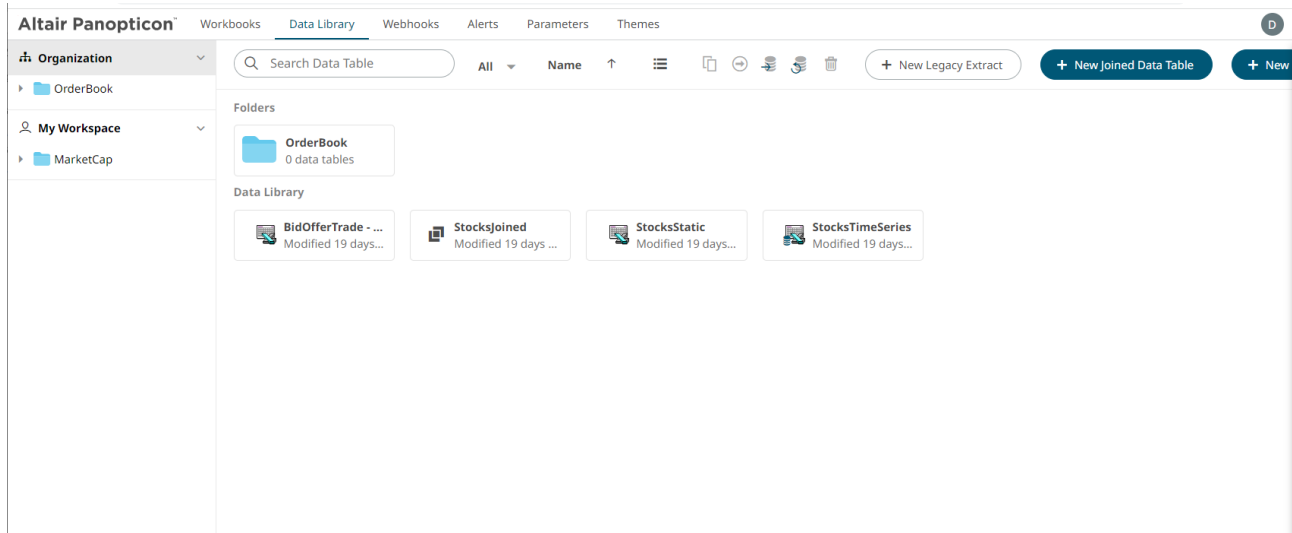 Altair Panopticon™ Workbooks Data Library Webhooks Alerts Parameters Themes D
Organization
OrderBook
My Workspace
MarketCap
Search Data Table All Name ↑ + New Legacy Extract + New Joined Data Table + New
Folders
OrderBook
0 data tables
Data Library
BidOfferTrade - ...
Modified 19 days...
StocksJoined
Modified 19 days ...
StocksStatic
Modified 19 days...
StocksTimeSeries
Modified 19 days...